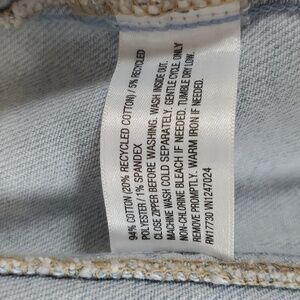 94% COTTON (20% RECYCLED COTTON) / 5% RECYCLED
POLYESTER / 1% SPANDEX
CLOSE ZIPPER BEFORE WASHING. WASH INSIDE OUT.
MACHINE WASH COLD SEPARATELY. GENTLE CYCLE. ONLY
NON-CHLORINE BLEACH IF NEEDED. TUMBLE DRY LOW.
REMOVE PROMPTLY. WARM IRON IF NEEDED.
RN17730 VN1247024